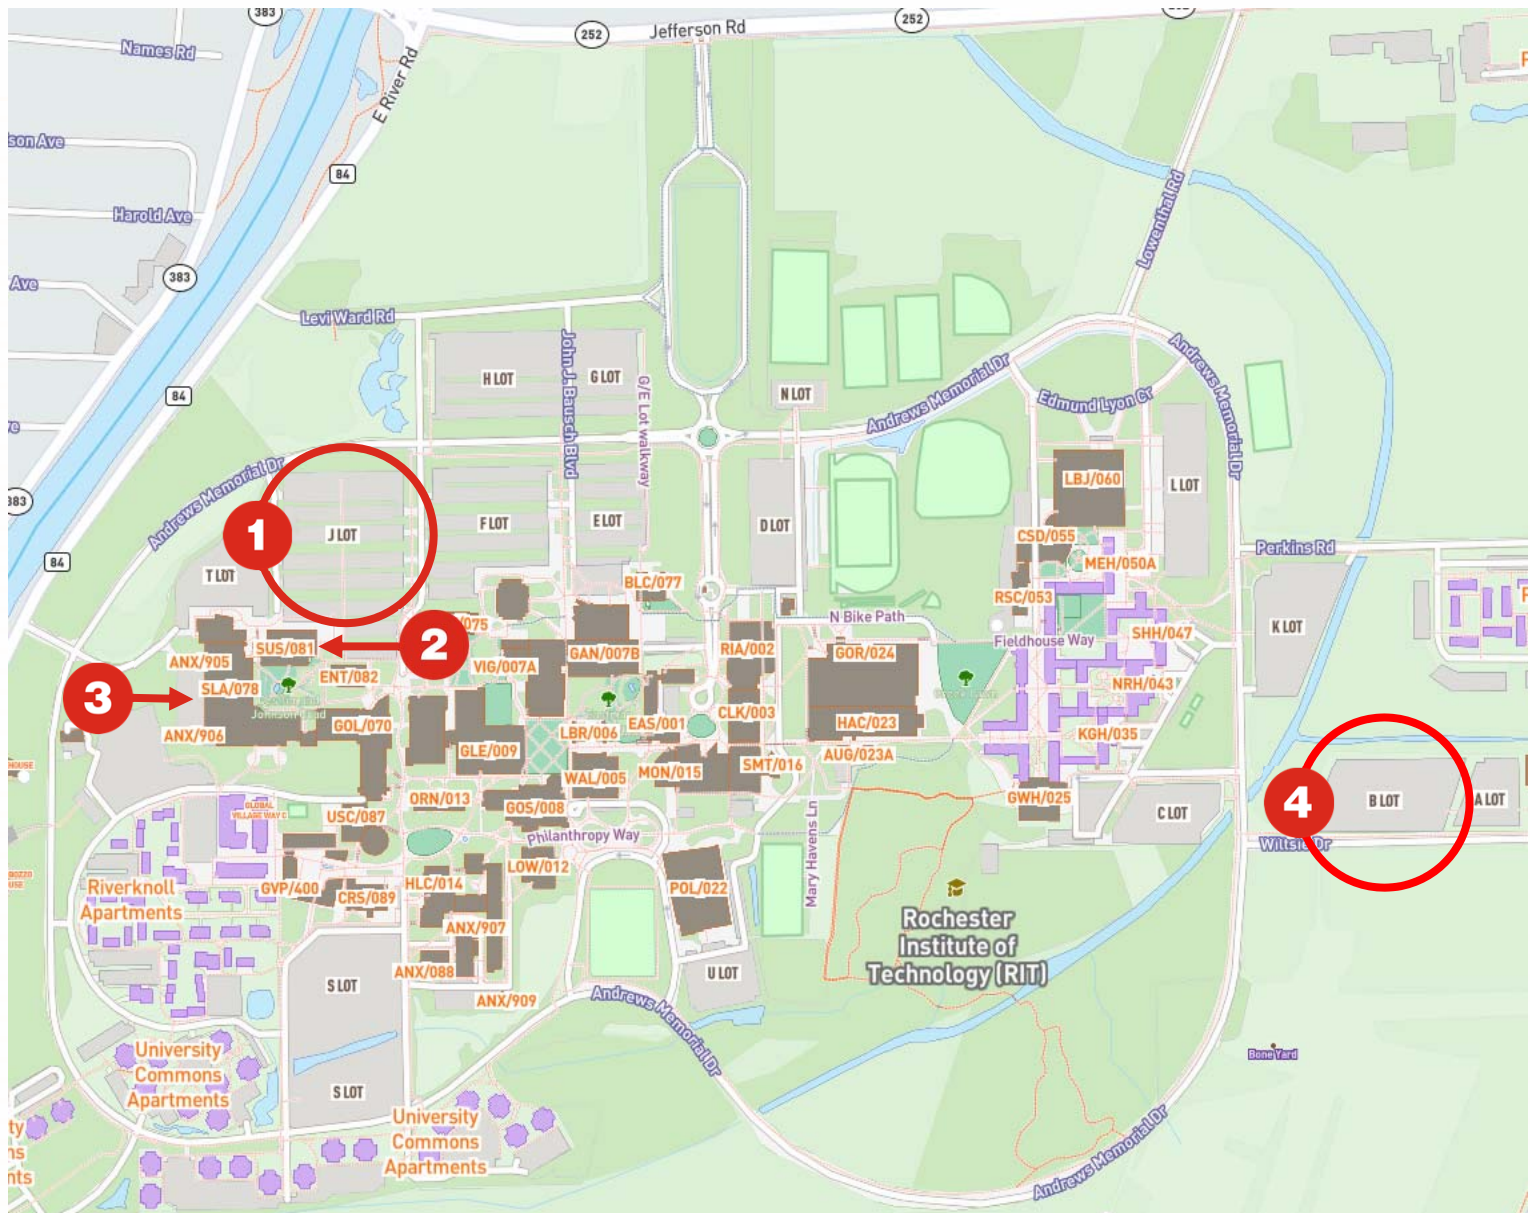 383
252
Jefferson Rd
252
Names Rd
E River Rd
son Ave
84
Harold Ave
Lowenthal Rd
383
Ave
Levi Ward Rd
John J. Bausch Blvd
H LOT
G LOT
G/E Lot walkway
N LOT
Andrews Memorial Dr
Edmund Lyon Cr
Andrews Memorial Dr
84
Andrews Memorial Dr
383
LBJ/060
L LOT
1
J LOT
F LOT
E LOT
D LOT
CSD/055
Perkins Rd
84
T LOT
MEH/050A
BLC/077
RSC/053
/075
N Bike Path
2
SUS/081
K LOT
SHH/047
Fieldhouse Way
ANX/905
VIG/007A
GAN/007B
RIA/002
GOR/024
ENT/082
3
SLA/078
NRH/043
Johnson Quad
CLK/003
GOL/070
EAS/001
HAC/023
ANX/906
LBR/006
KGH/035
GLE/009
AUG/023A
SMT/016
HOUSE
WAL/005
MON/015
ORN/013
GWH/025
4
B LOT
A LOT
GLOBAL
VILLAGE WAY C
USC/087
GOS/008
C LOT
Mary Havens Ln
Philanthropy Way
Wiltsie Dr
LOW/012
Riverknoll
Apartments
GVP/400
HLC/014
POL/022
CRS/089
Rochester
Institute of
Technology (RIT)
ANX/907
ANX/088
U LOT
S LOT
ANX/909
Andrews Memorial Dr
University
Commons
Apartments
Bone Yard
S LOT
University
Commons
Apartments
Andrews Memorial Dr